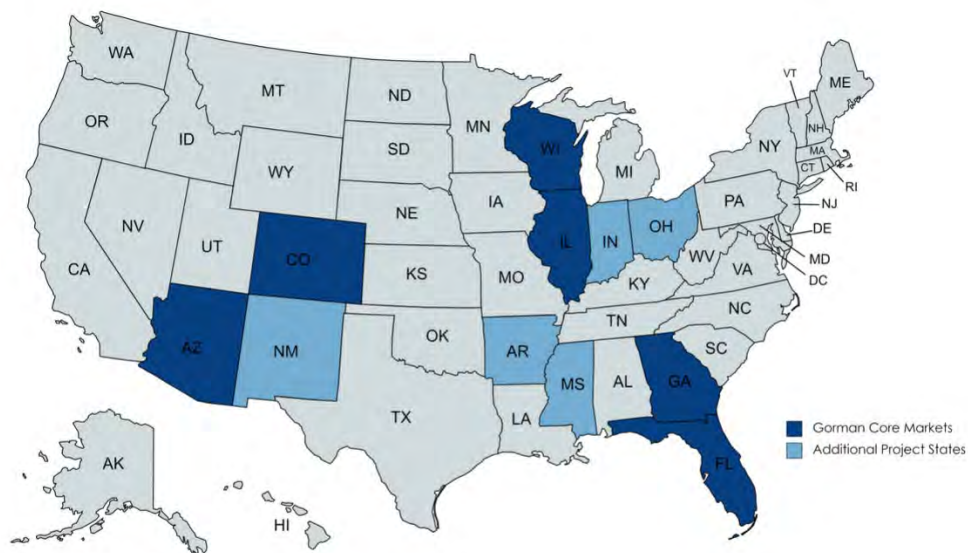 WA
MT
ND
MN
VT
ME
OR
ID
SD
WI
NY
NH
MA
CT
RI
WY
MI
IA
PA
NJ
NE
NV
UT
IL
IN
OH
DE
CA
CO
KS
MO
WV
VA
MD
DC
KY
NC
TN
OK
AZ
NM
AR
SC
MS
AL
GA
TX
LA
Gorman Core Markets
Additional Project States
FL
AK
HI